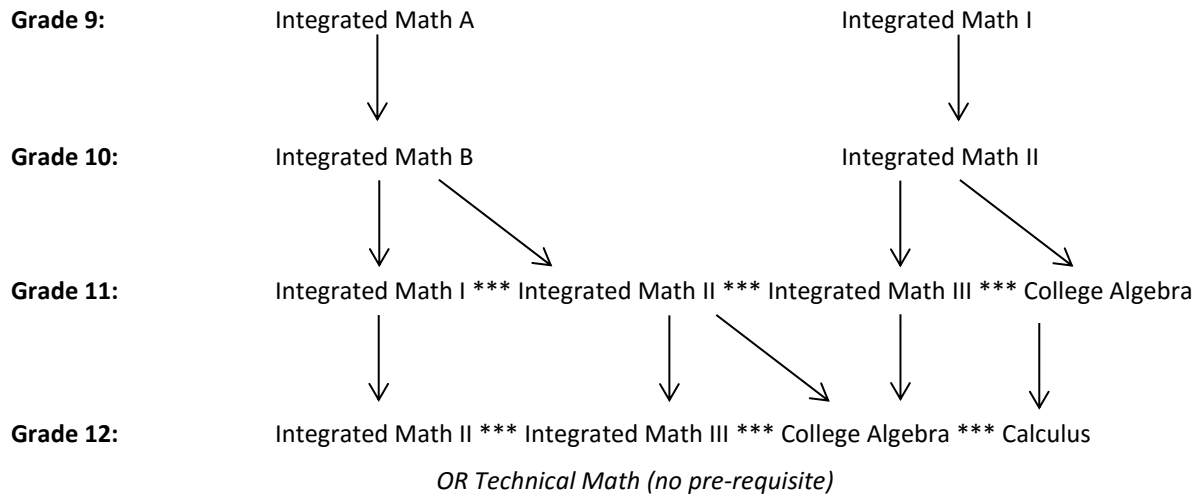 Grade 9: Integrated Math A Integrated Math I
Grade 10: Integrated Math B Integrated Math II
Grade 11: Integrated Math I *** Integrated Math II *** Integrated Math III *** College Algebra
Grade 12: Integrated Math II *** Integrated Math III *** College Algebra *** Calculus
OR Technical Math (no pre-requisite)